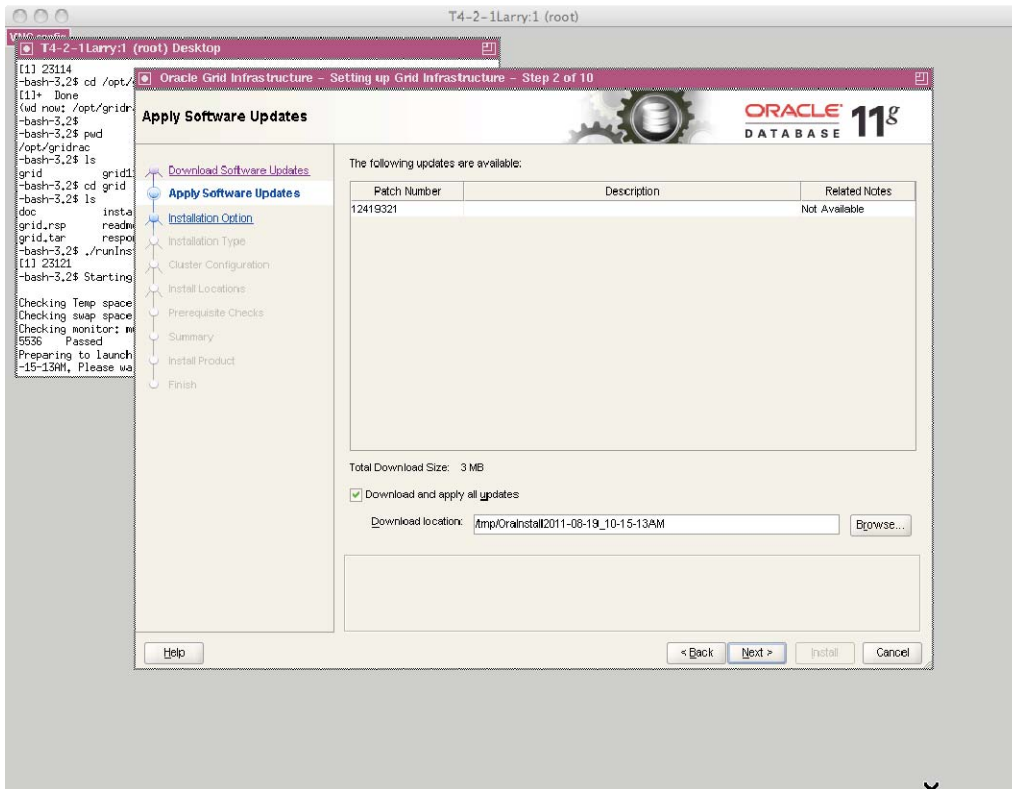 T4-2-1Larry:1 (root)
T4-2-1Larry:1 (root) Desktop
[1] 23114
-bash-3.2$ cd /opt/
[1]+ Done
(wd now: /opt/gridr
-bash-3.2$
-bash-3.2$ pwd
/opt/gridrac
-bash-3.2$ ls
grid grid1
-bash-3.2$ cd grid
-bash-3.2$ ls
doc insta
grid.rsp readm
grid.tar respo
-bash-3.2$ ./runIns
[1] 23121
-bash-3.2$ Starting
Checking Temp space
Checking swap space
Checking monitor: m
5536 Passed
Preparing to launch
-15-13AM. Please wa
Oracle Grid Infrastructure - Setting up Grid Infrastructure - Step 2 of 10
Apply Software Updates
ORACLE 11g
DATABASE
Download Software Updates
Apply Software Updates
Installation Option
Installation Type
Cluster Configuration
Install Locations
Prerequisite Checks
Summary
Install Product
Finish
The following updates are available:
Patch Number Description Related Notes
12419321 Not Available
Total Download Size: 3 MB
Download and apply all updates
Download location: /tmp/OraInstall2011-08-19_10-15-13AM Browse...
Help < Back Next > Install Cancel